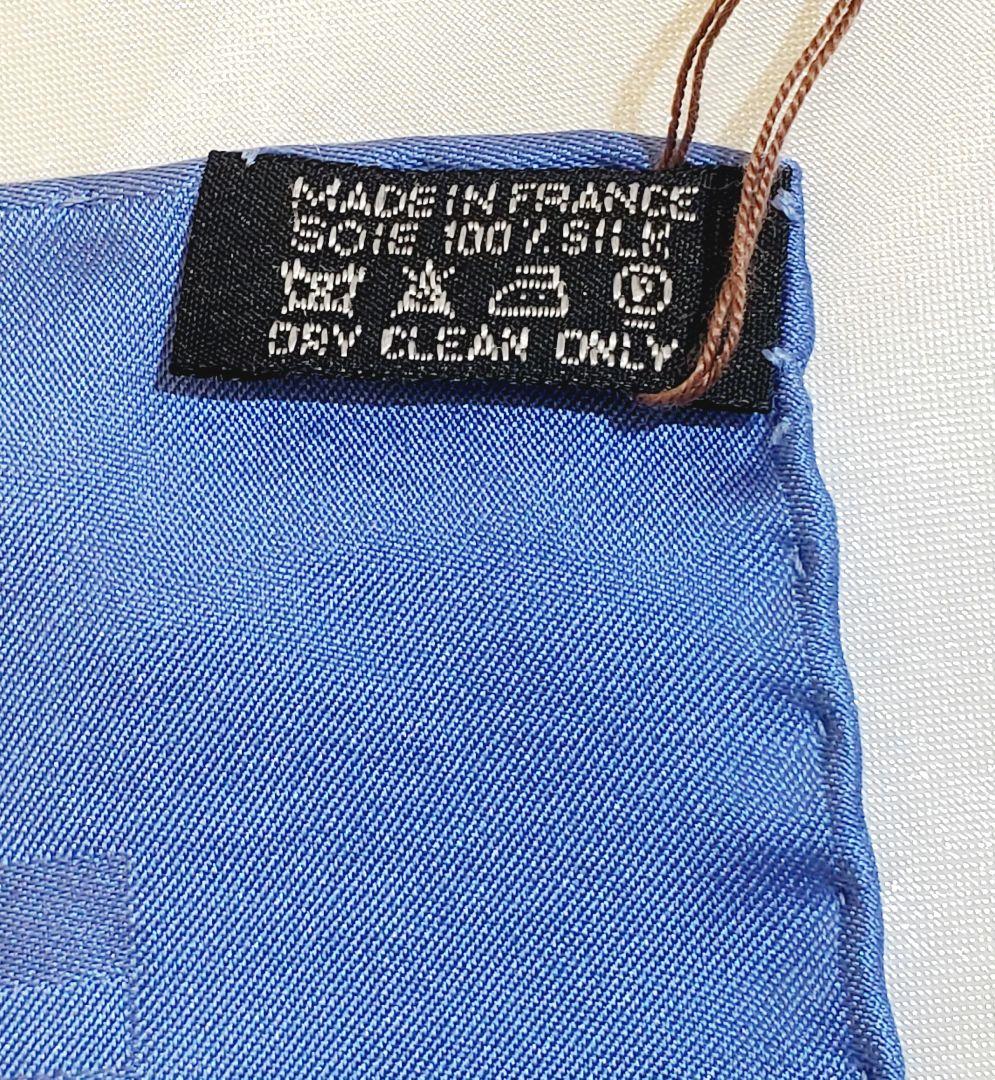 MADE IN FRANCE
SOIE 100 % SILK
P
DRY CLEAN ONLY